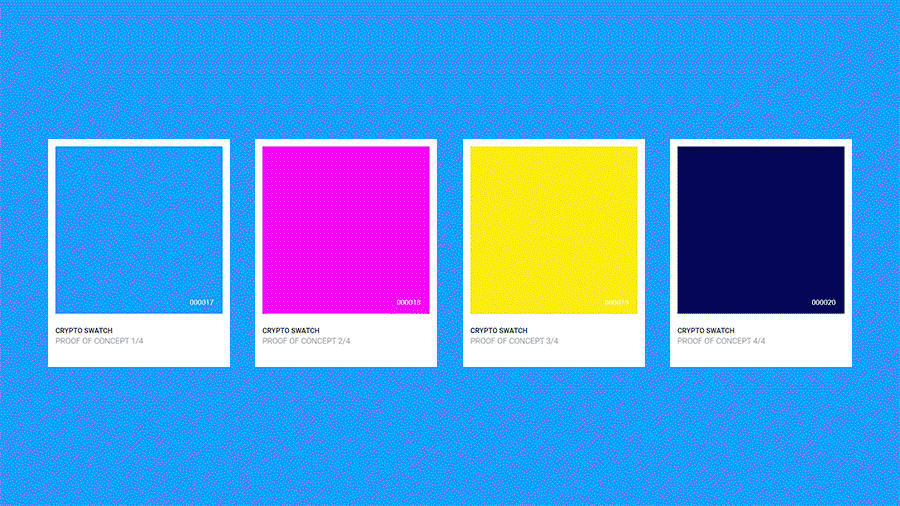 000017
CRYPTO SWATCH
PROOF OF CONCEPT 1/4
000018
CRYPTO SWATCH
PROOF OF CONCEPT 2/4
000019
CRYPTO SWATCH
PROOF OF CONCEPT 3/4
000020
CRYPTO SWATCH
PROOF OF CONCEPT 4/4